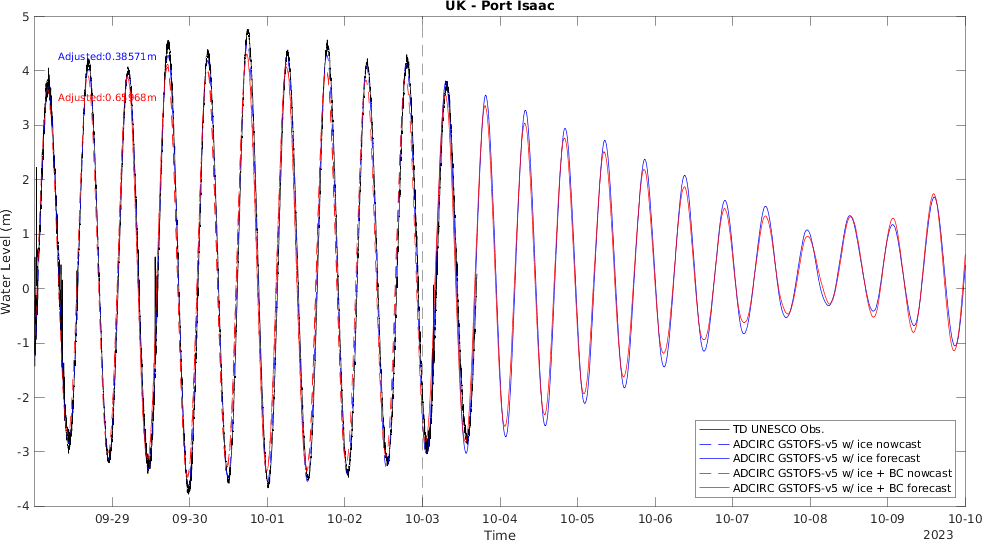 UK - Port Isaac
Adjusted:0.38571m
Adjusted:0.65968m
Water Level (m)
5
4
3
2
1
0
-1
-2
-3
-4
09-29
09-30
10-01
10-02
10-03
10-04
10-05
10-06
10-07
10-08
10-09
10-10
Time
2023
TD UNESCO Obs.
ADCIRC GSTOFS-v5 w/ ice nowcast
ADCIRC GSTOFS-v5 w/ ice forecast
ADCIRC GSTOFS-v5 w/ ice + BC nowcast
ADCIRC GSTOFS-v5 w/ ice + BC forecast